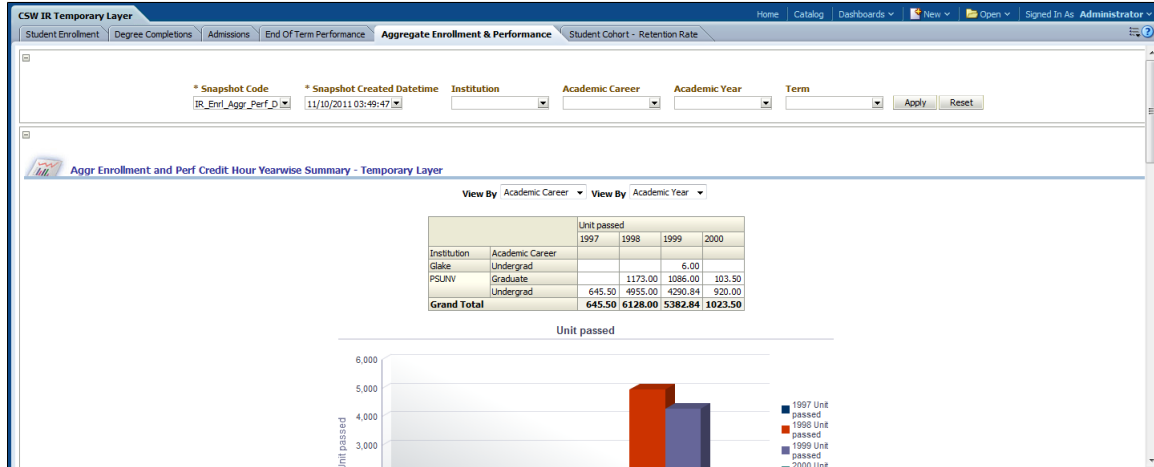 CSW IR Temporary Layer
Home Catalog Dashboards New Open Signed In As Administrator
Student Enrollment Degree Completions Admissions End Of Term Performance Aggregate Enrollment & Performance Student Cohort - Retention Rate
* Snapshot Code * Snapshot Created Datetime Institution Academic Career Academic Year Term
IR_Enrl_Aggr_Perf_D 11/10/2011 03:49:47 Apply Reset
Aggr Enrollment and Perf Credit Hour Yearwise Summary - Temporary Layer
View By Academic Career View By Academic Year
Unit passed
1997 1998 1999 2000
Institution Academic Career
Glake Undergrad 6.00
PSUNV Graduate 1173.00 1086.00 103.50
Undergrad 645.50 4955.00 4290.84 920.00
Grand Total 645.50 6128.00 5382.84 1023.50
Unit passed
6,000
5,000
4,000
3,000
Unit passed
1997 Unit
passed
1998 Unit
passed
1999 Unit
passed
2000 Unit